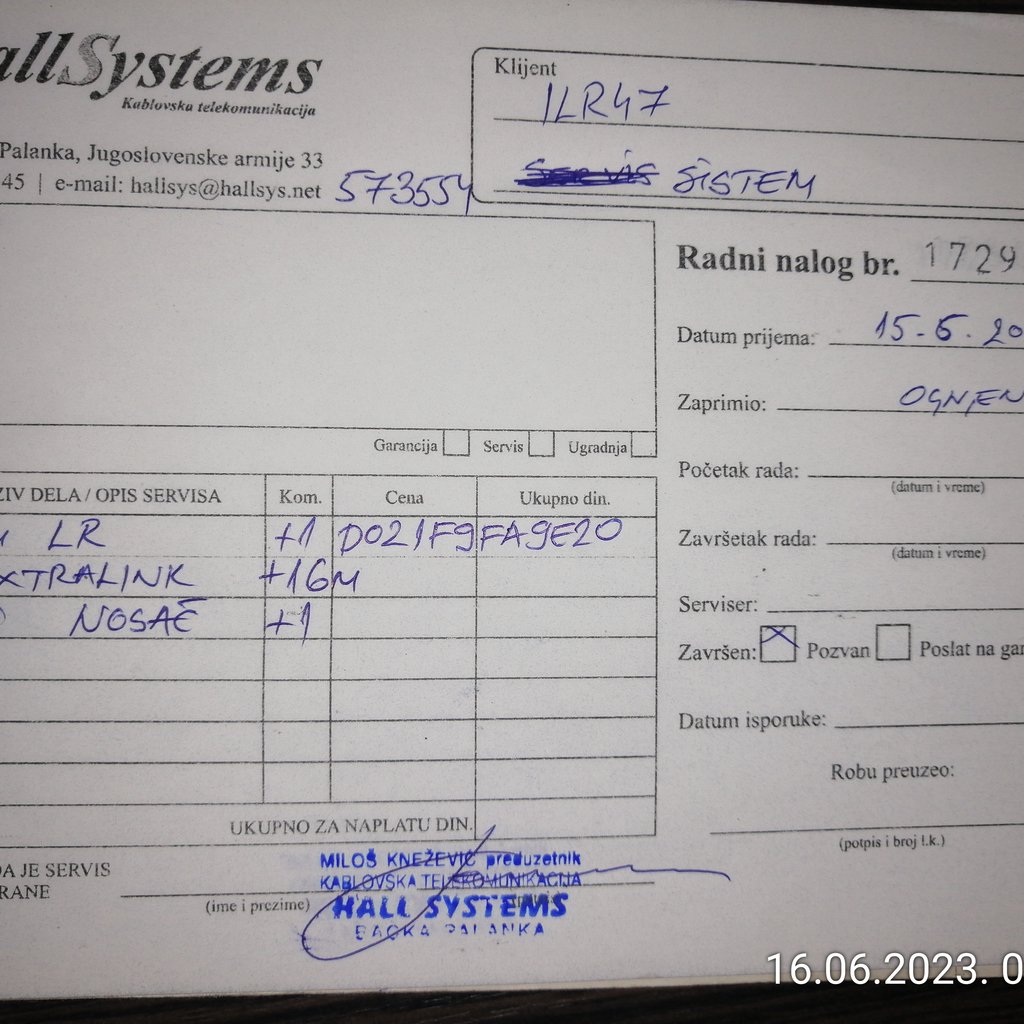 allSystems
Kablovska telekomunikacija
Palanka, Jugoslovenske armije 33
45 | e-mail: hallsys@hallsys.net 573554
Klijent
ILR47
SISTEM
Radni nalog br. 1729
Datum prijema: 15-6.20
Zaprimio: OGNJEN
Početak rada:
(datum i vreme)
Završetak rada:
(datum i vreme)
Serviser:
Završen: Pozvan Poslat na gar
Datum isporuke:
Robu preuzeo:
(potpis i broj l.k.)
Garancija Servis Ugradnja
ZIV DELA / OPIS SERVISA Kom. Cena Ukupno din.
LR +1 D021F9FA9E20
XTRALINK +16M
NOSAČ +1
UKUPNO ZA NAPLATU DIN.
DA JE SERVIS
RANE
(ime i prezime)
MILOŠ KNEŽEVIĆ preduzetnik
KABLOVSKA TELEKOMUNIKACIJA
HALL SYSTEMS
BAČKA PALANKA
16.06.2023. 0